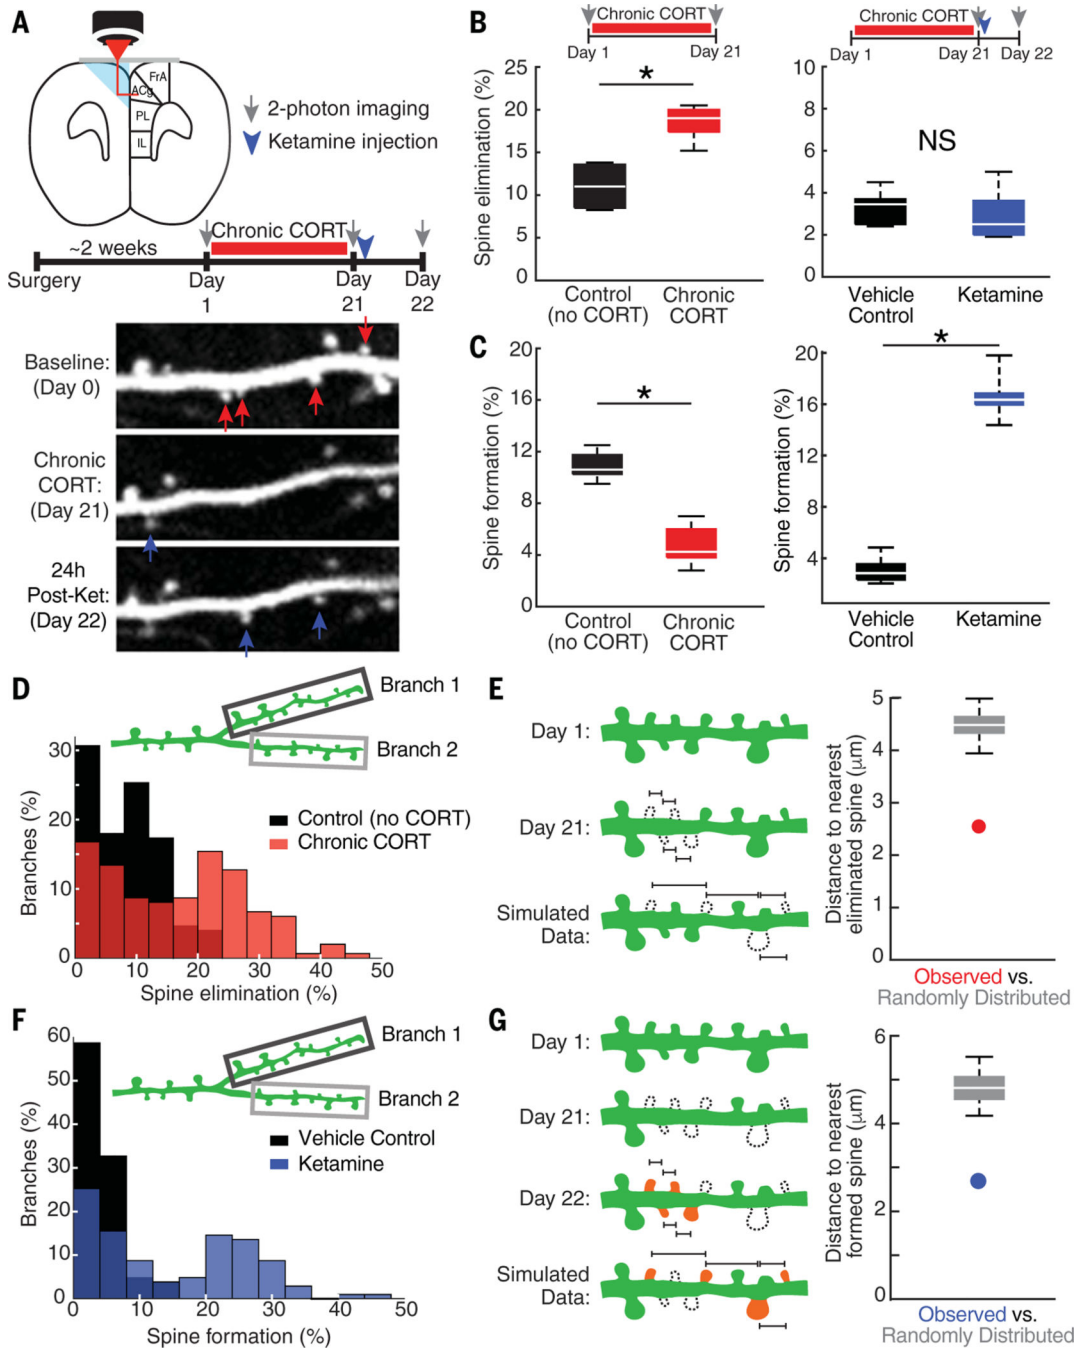 A
FrA
ACg
PL
IL
2-photon imaging
Ketamine injection
~2 weeks
Chronic CORT
Surgery
Day
1
Day
21
Day
22
Baseline:
(Day 0)
Chronic
CORT:
(Day 21)
24h
Post-Ket:
(Day 22)
B
Chronic CORT
Day 1
Day 21
Spine elimination (%)
25
20
15
10
5
0
*
Control
(no CORT)
Chronic
CORT
Chronic CORT
Day 1
Day 21
Day 22
10
8
6
4
2
0
NS
Vehicle
Control
Ketamine
C
Spine formation (%)
20
16
12
8
4
0
*
Control
(no CORT)
Chronic
CORT
Spine formation (%)
20
16
12
8
4
*
Vehicle
Control
Ketamine
D
Branch 1
Branch 2
Control (no CORT)
Chronic CORT
Branches (%)
30
20
10
0
0
10
20
30
40
50
Spine elimination (%)
E
Day 1:
Day 21:
Simulated
Data:
Distance to nearest
eliminated spine (μm)
5
4
3
2
1
0
Observed vs.
Randomly Distributed
F
Branch 1
Branch 2
Vehicle Control
Ketamine
Branches (%)
60
50
40
30
20
10
0
0
10
20
30
40
50
Spine formation (%)
G
Day 1:
Day 21:
Day 22:
Simulated
Data:
Distance to nearest
formed spine (μm)
6
4
2
0
Observed vs.
Randomly Distributed